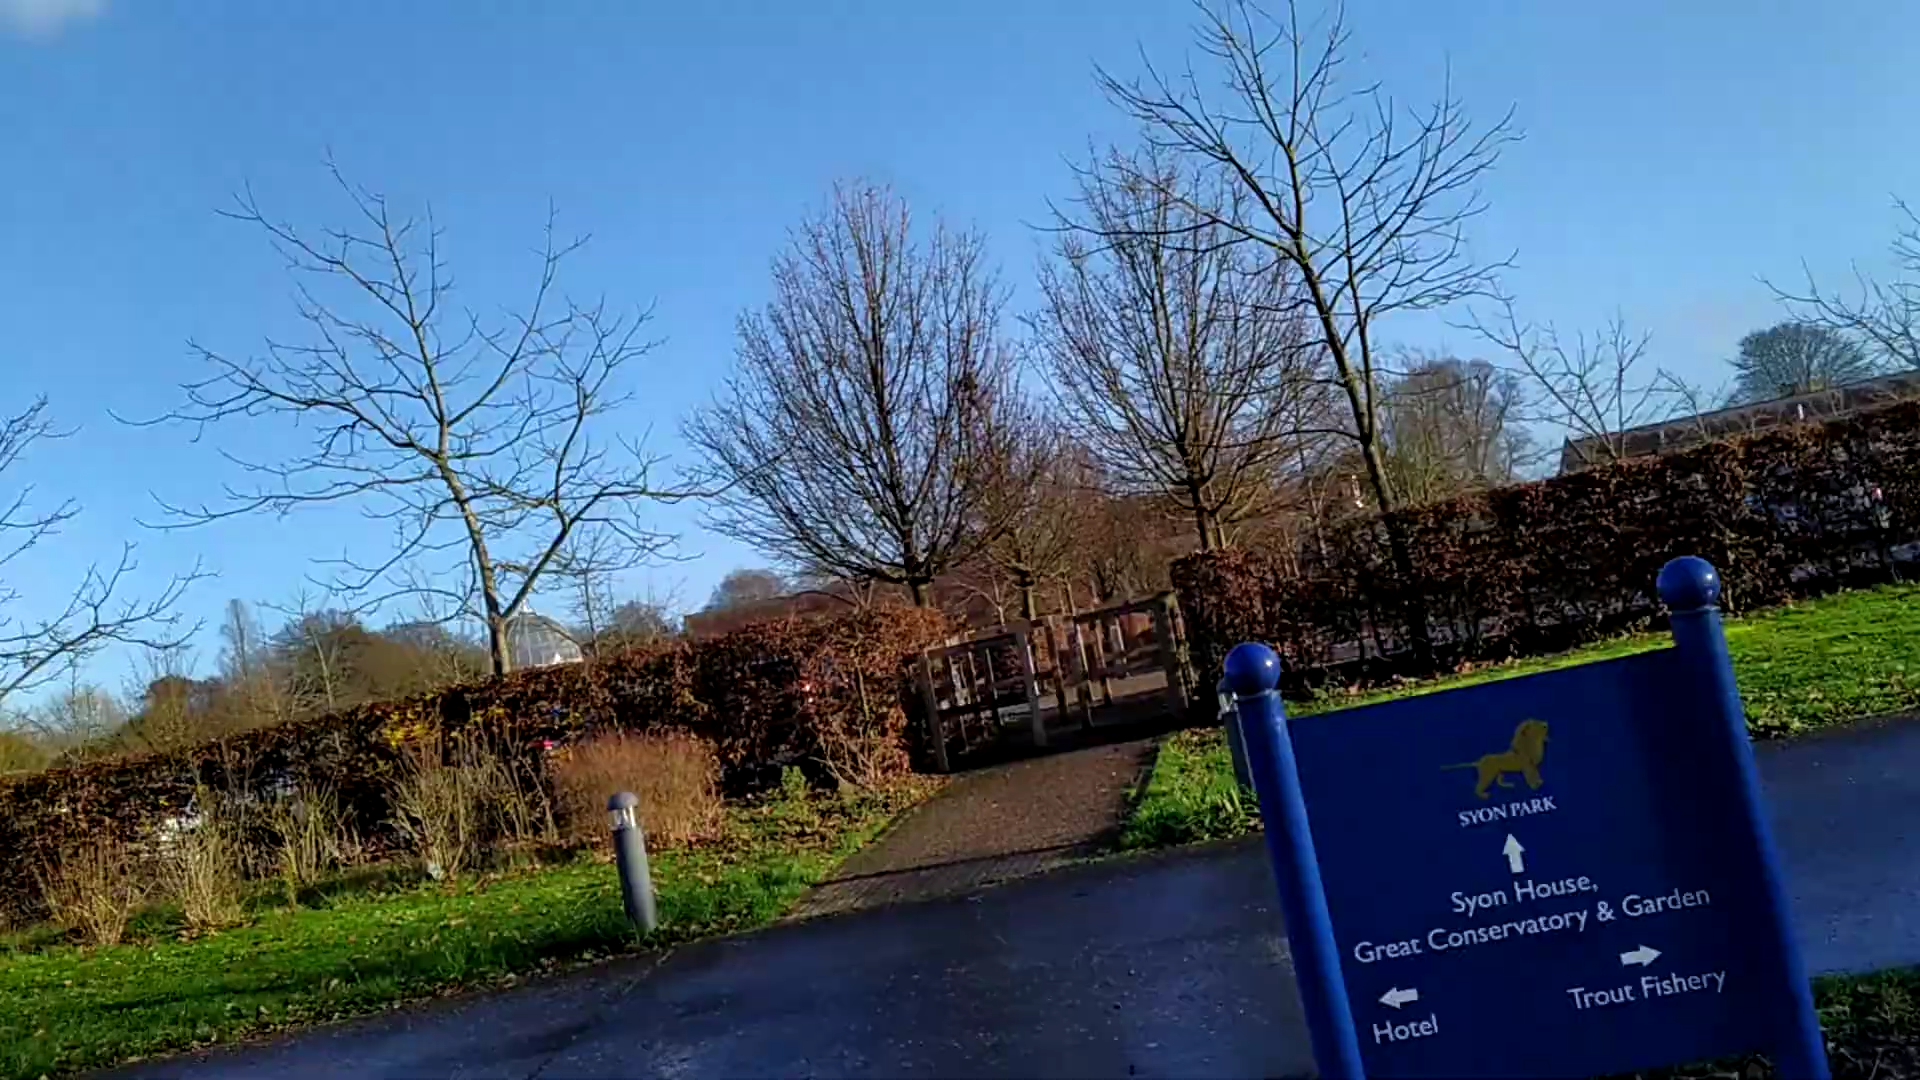 SYON PARK
Syon House,
Great Conservatory & Garden
Trout Fishery
Hotel